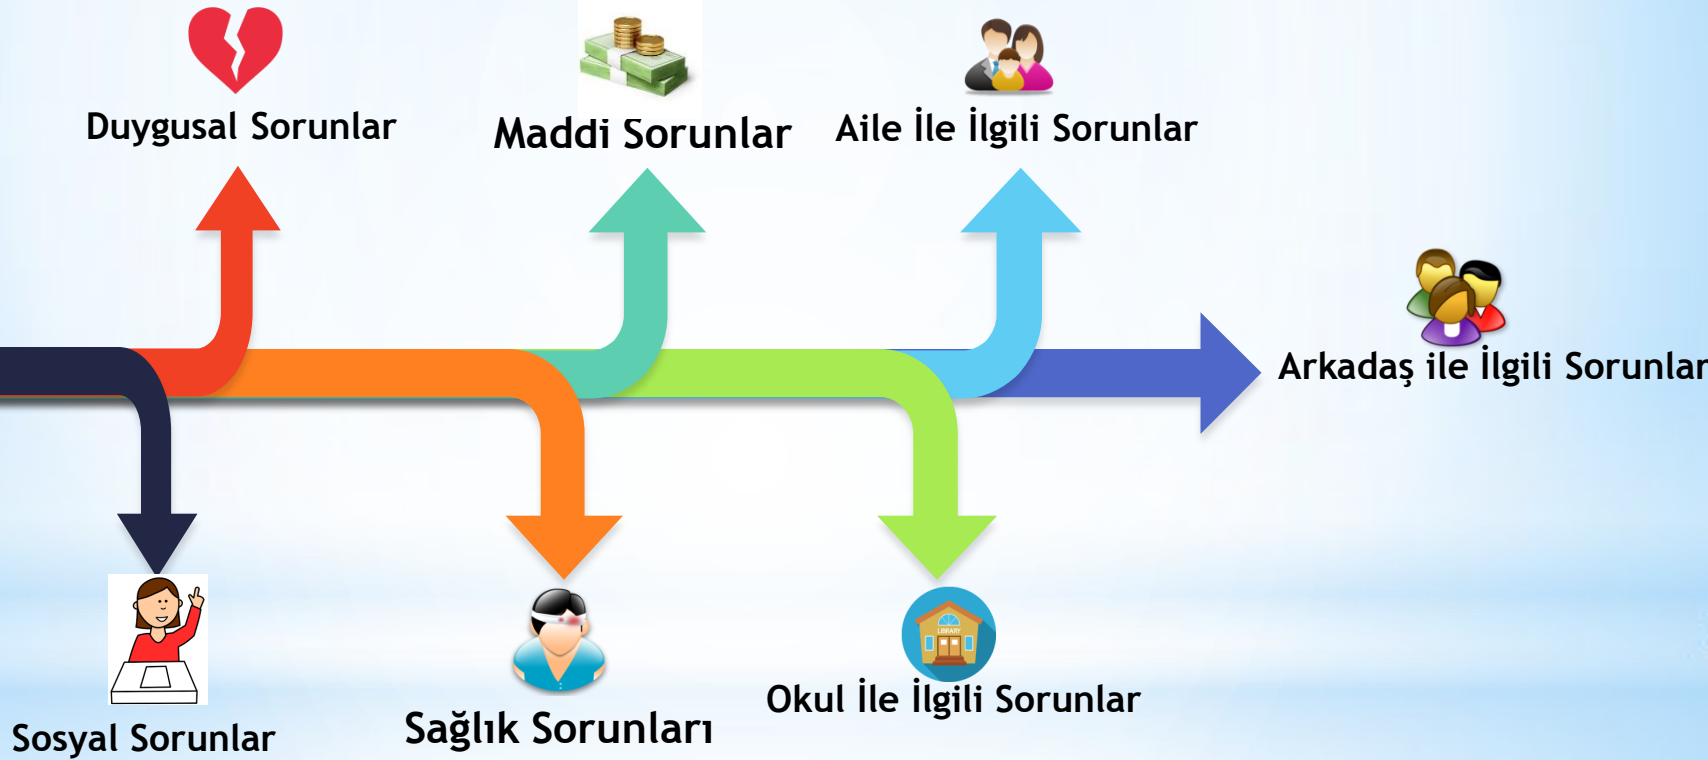 Duygusal Sorunlar
Maddi Sorunlar
Aile İle İlgili Sorunlar
Arkadaş ile İlgili Sorunlar
LIBRARY
Okul İle İlgili Sorunlar
Sağlık Sorunları
Sosyal Sorunlar